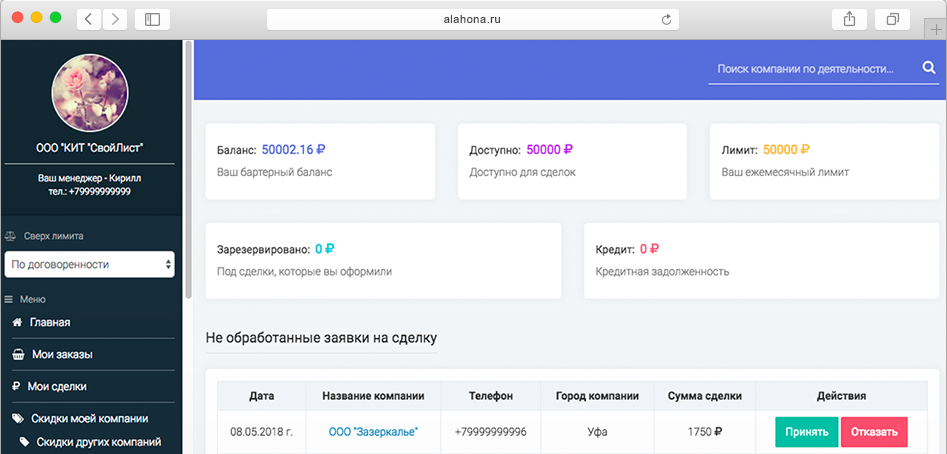 alahona.ru
Поиск компании по деятельности...
ООО "КИТ "СвойЛист"
Ваш менеджер - Кирилл
тел.: +79999999999
Сверх лимита
По договоренности
Меню
Главная
Мои заказы
Мои сделки
Скидки моей компании
Скидки других компаний
Баланс: 50002.16 ₽
Ваш бартерный баланс
Доступно: 50000 ₽
Доступно для сделок
Лимит: 50000 ₽
Ваш ежемесячный лимит
Зарезервировано: 0 ₽
Под сделки, которые вы оформили
Кредит: 0 ₽
Кредитная задолженность
Не обработанные заявки на сделку
Дата Название компании Телефон Город компании Сумма сделки Действия
08.05.2018 г. ООО "Зазеркалье" +79999999996 Уфа 1750 ₽ Принять Отказать